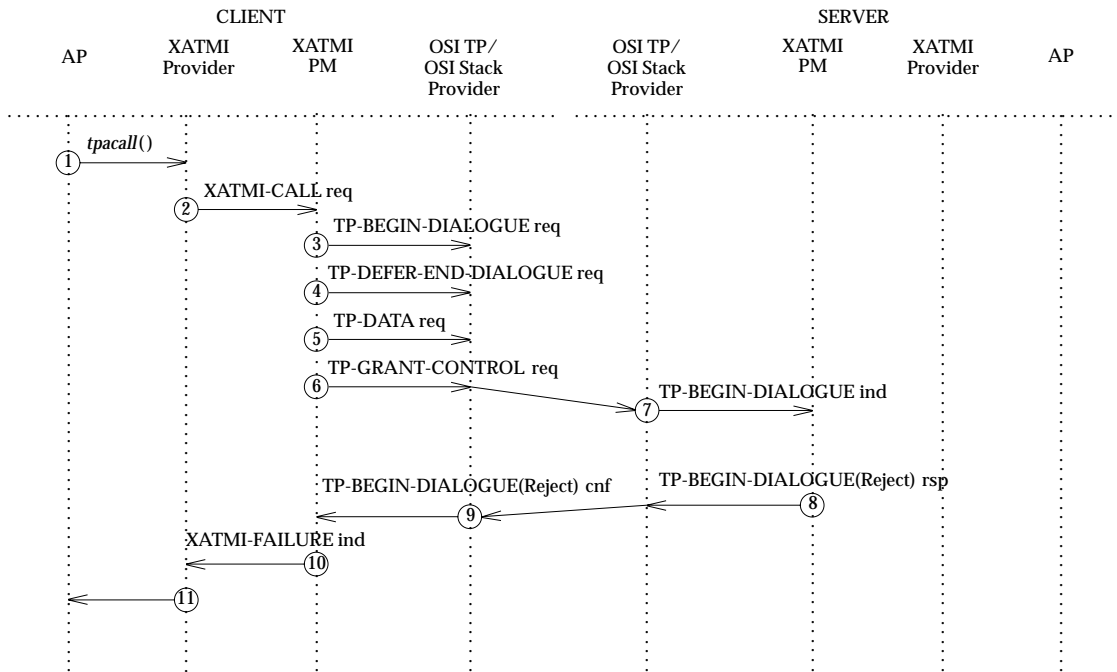 CLIENT
SERVER
AP
XATMI
Provider
XATMI
PM
OSI TP/
OSI Stack
Provider
OSI TP/
OSI Stack
Provider
XATMI
PM
XATMI
Provider
AP
tpacall()
1
XATMI-CALL req
2
TP-BEGIN-DIALOGUE req
3
TP-DEFER-END-DIALOGUE req
4
TP-DATA req
5
TP-GRANT-CONTROL req
6
TP-BEGIN-DIALOGUE ind
7
TP-BEGIN-DIALOGUE(Reject) rsp
8
TP-BEGIN-DIALOGUE(Reject) cnf
9
XATMI-FAILURE ind
10
11